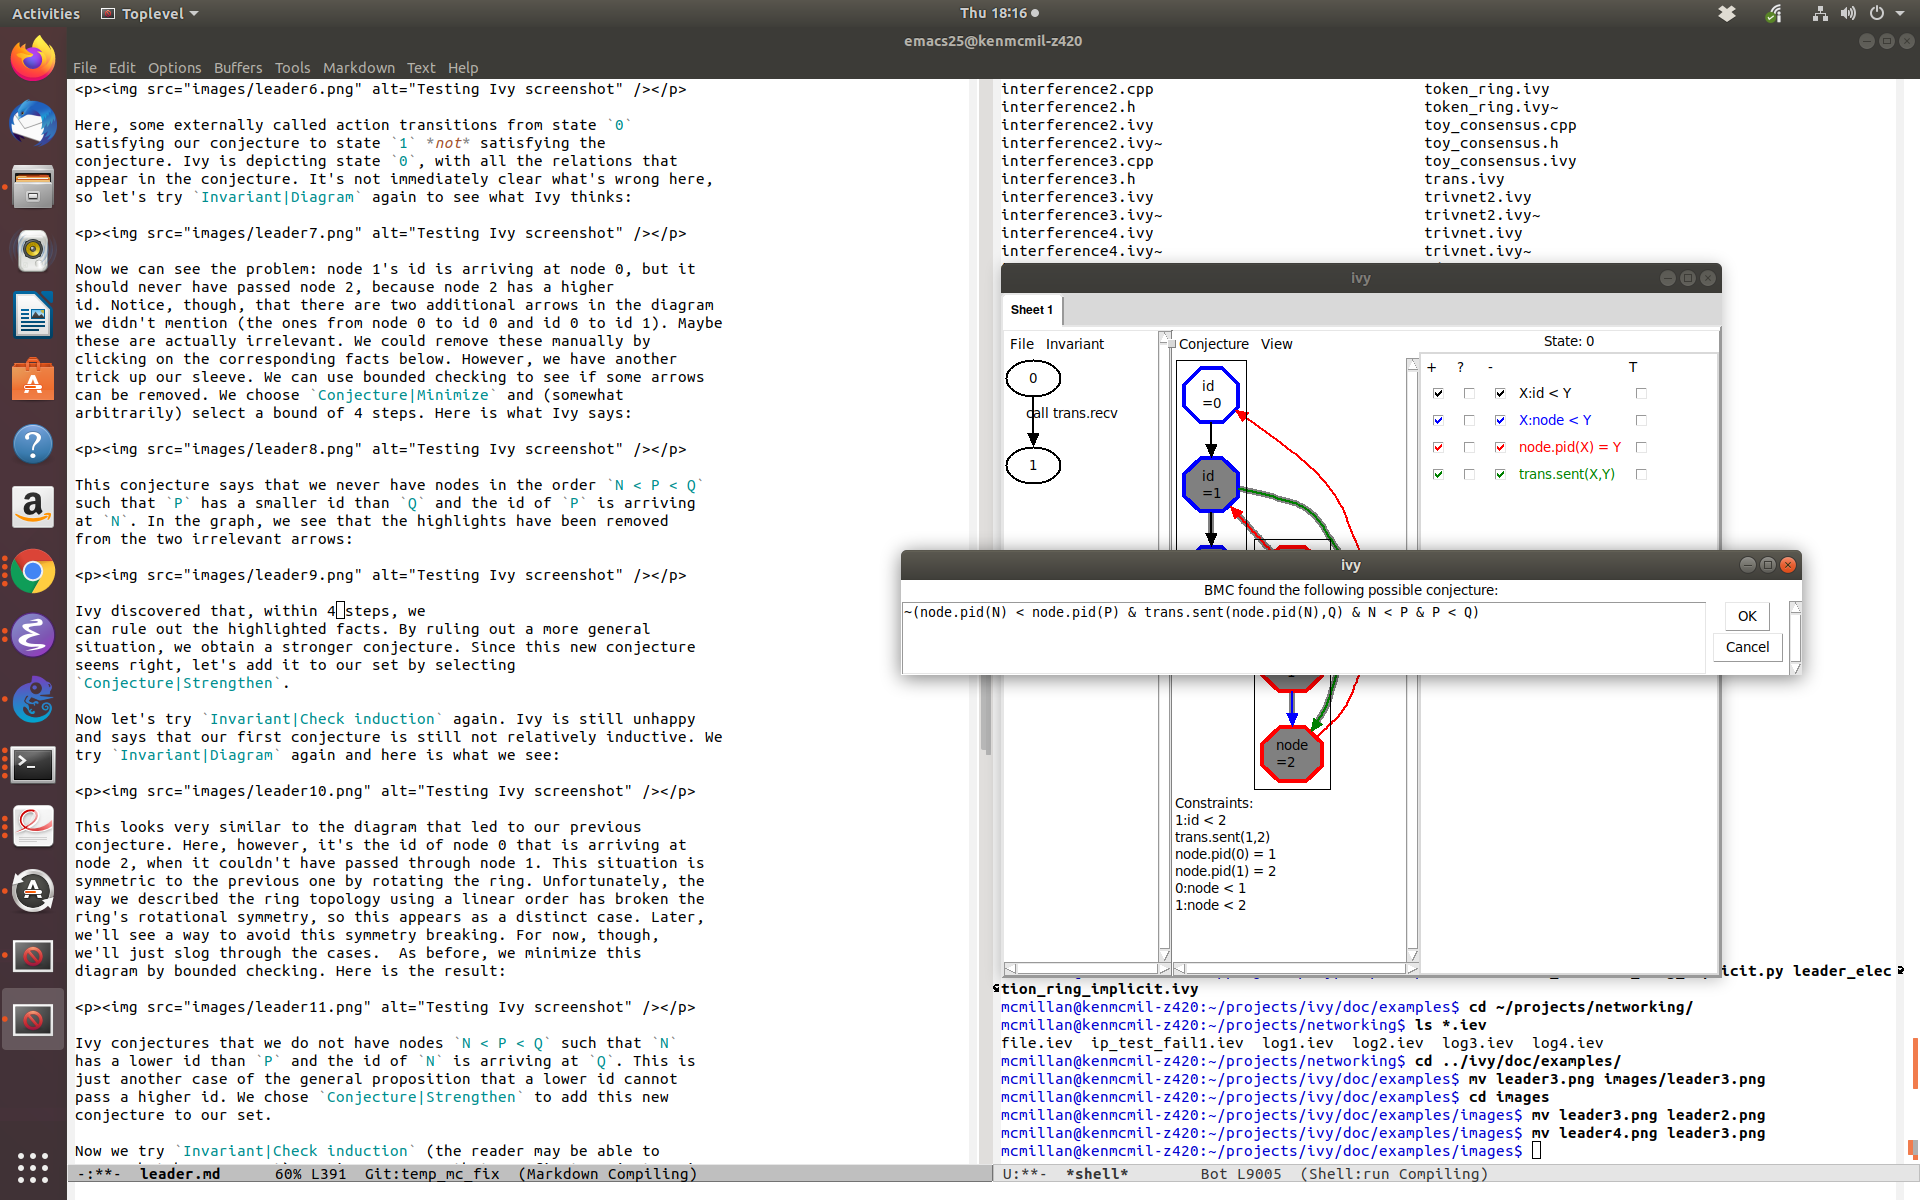 Activities
Toplevel
Thu 18:16
emacs25@kenmcmil-z420
File Edit Options Buffers Tools Markdown Text Help
<p><img src="images/leader6.png" alt="Testing Ivy screenshot" /></p>
Here, some externally called action transitions from state `0`
satisfying our conjecture to state `1` *not* satisfying the
conjecture. Ivy is depicting state `0`, with all the relations that
appear in the conjecture. It's not immediately clear what's wrong here,
so let's try `Invariant|Diagram` again to see what Ivy thinks:
<p><img src="images/leader7.png" alt="Testing Ivy screenshot" /></p>
Now we can see the problem: node 1's id is arriving at node 0, but it
should never have passed node 2, because node 2 has a higher
id. Notice, though, that there are two additional arrows in the diagram
we didn't mention (the ones from node 0 to id 0 and id 0 to id 1). Maybe
these are actually irrelevant. We could remove these manually by
clicking on the corresponding facts below. However, we have another
trick up our sleeve. We can use bounded checking to see if some arrows
can be removed. We choose `Conjecture|Minimize` and (somewhat
arbitrarily) select a bound of 4 steps. Here is what Ivy says:
<p><img src="images/leader8.png" alt="Testing Ivy screenshot" /></p>
This conjecture says that we never have nodes in the order `N < P < Q`
such that `P` has a smaller id than `Q` and the id of `P` is arriving
at `N`. In the graph, we see that the highlights have been removed
from the two irrelevant arrows:
<p><img src="images/leader9.png" alt="Testing Ivy screenshot" /></p>
Ivy discovered that, within 4 steps, we
can rule out the highlighted facts. By ruling out a more general
situation, we obtain a stronger conjecture. Since this new conjecture
seems right, let's add it to our set by selecting
`Conjecture|Strengthen`.
Now let's try `Invariant|Check induction` again. Ivy is still unhappy
and says that our first conjecture is still not relatively inductive. We
try `Invariant|Diagram` again and here is what we see:
<p><img src="images/leader10.png" alt="Testing Ivy screenshot" /></p>
This looks very similar to the diagram that led to our previous
conjecture. Here, however, it's the id of node 0 that is arriving at
node 2, when it couldn't have passed through node 1. This situation is
symmetric to the previous one by rotating the ring. Unfortunately, the
way we described the ring topology using a linear order has broken the
ring's rotational symmetry, so this appears as a distinct case. Later,
we'll see a way to avoid this symmetry breaking. For now, though,
we'll just slog through the cases.  As before, we minimize this
diagram by bounded checking. Here is the result:
<p><img src="images/leader11.png" alt="Testing Ivy screenshot" /></p>
Ivy conjectures that we do not have nodes `N < P < Q` such that `N`
has a lower id than `P` and the id of `N` is arriving at `Q`. This is
just another case of the general proposition that a lower id cannot
pass a higher id. We chose `Conjecture|Strengthen` to add this new
conjecture to our set.
Now we try `Invariant|Check induction` (the reader may be able to
-:**-  leader.md      60% L391  Git:temp_mc_fix  (Markdown Compiling)
interference2.cpp token_ring.ivy
interference2.h token_ring.ivy~
interference2.ivy toy_consensus.cpp
interference2.ivy~ toy_consensus.h
interference3.cpp toy_consensus.ivy
interference3.h trans.ivy
interference3.ivy trivnet2.ivy
interference3.ivy~ trivnet2.ivy~
interference4.ivy trivnet.ivy
interference4.ivy~ trivnet.ivy~
ivy
Sheet 1
File Invariant
0
call trans.recv
1
Conjecture View
id
=0
id
=1
node
=2
Constraints:
1:id < 2
trans.sent(1,2)
node.pid(0) = 1
node.pid(1) = 2
0:node < 1
1:node < 2
State: 0
+ ? - T
X:id < Y
X:node < Y
node.pid(X) = Y
trans.sent(X,Y)
ivy
BMC found the following possible conjecture:
~(node.pid(N) < node.pid(P) & trans.sent(node.pid(N),Q) & N < P & P < Q)
OK
Cancel
icit.py leader_elec
tion_ring_implicit.ivy
mcmillan@kenmcmil-z420:~/projects/ivy/doc/examples$ cd ~/projects/networking/
mcmillan@kenmcmil-z420:~/projects/networking$ ls *.iev
file.iev  ip_test_fail1.iev  log1.iev  log2.iev  log3.iev  log4.iev
mcmillan@kenmcmil-z420:~/projects/networking$ cd ../ivy/doc/examples/
mcmillan@kenmcmil-z420:~/projects/ivy/doc/examples$ mv leader3.png images/leader3.png
mcmillan@kenmcmil-z420:~/projects/ivy/doc/examples$ cd images
mcmillan@kenmcmil-z420:~/projects/ivy/doc/examples/images$ mv leader3.png leader2.png
mcmillan@kenmcmil-z420:~/projects/ivy/doc/examples/images$ mv leader4.png leader3.png
mcmillan@kenmcmil-z420:~/projects/ivy/doc/examples/images$
U:**-  *shell*        Bot L9005  (Shell:run Compiling)